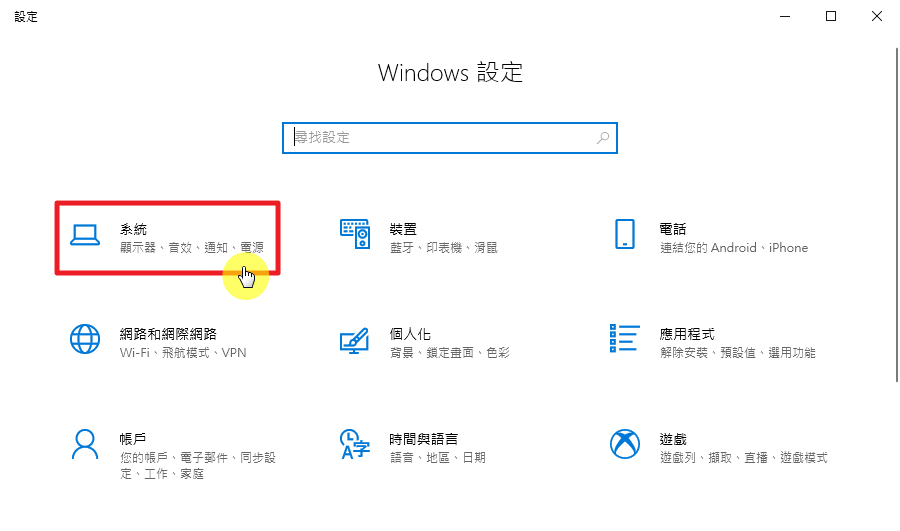 設定
Windows 設定
尋找設定
系統
顯示器、音效、通知、電源
裝置
藍牙、印表機、滑鼠
電話
連結您的 Android、iPhone
網路和網際網路
Wi-Fi、飛航模式、VPN
個人化
背景、鎖定畫面、色彩
應用程式
解除安裝、預設值、選用功能
帳戶
您的帳戶、電子郵件、同步設
定、工作、家庭
時間與語言
語音、地區、日期
遊戲
遊戲列、擷取、直播、遊戲模式